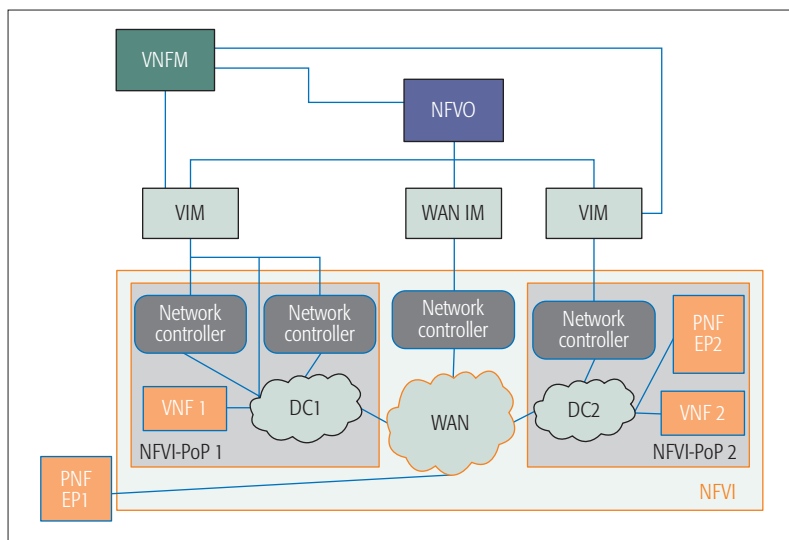 VNFM
NFVO
VIM
WAN IM
VIM
Network
controller
Network
controller
Network
controller
Network
controller
PNF
EP2
VNF 1
DC1
WAN
DC2
VNF 2
NFVI-PoP 1
NFVI-PoP 2
PNF
EP1
NFVI